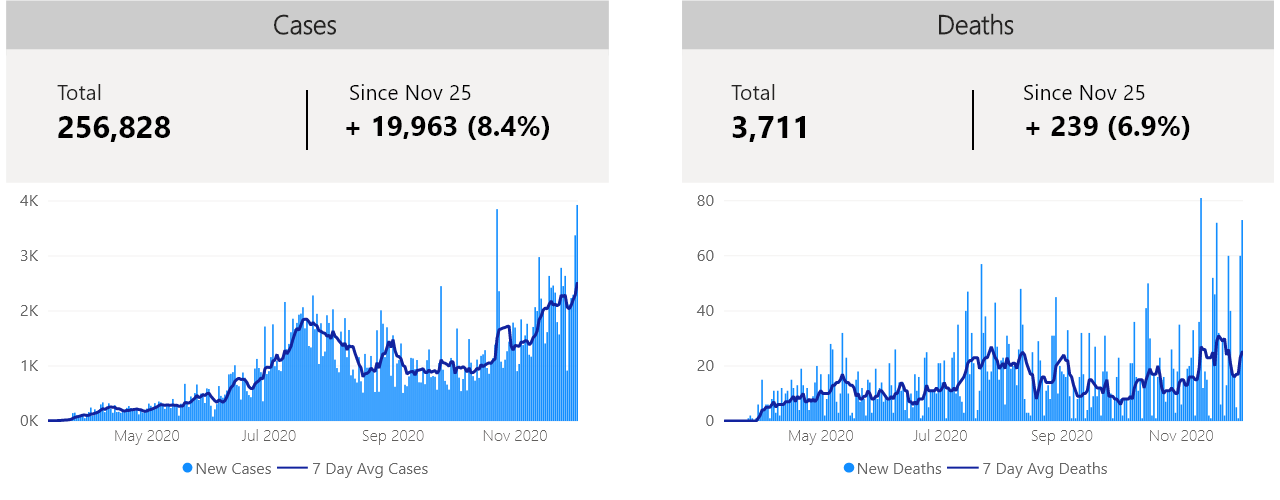 Cases
Total
256,828
Since Nov 25
+ 19,963 (8.4%)
4K
3K
2K
1K
0K
May 2020 Jul 2020 Sep 2020 Nov 2020
New Cases 7 Day Avg Cases
Deaths
Total
3,711
Since Nov 25
+ 239 (6.9%)
80
60
40
20
0
May 2020 Jul 2020 Sep 2020 Nov 2020
New Deaths 7 Day Avg Deaths